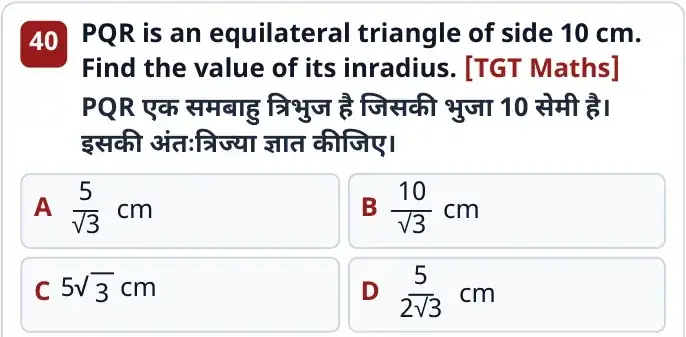 40 PQR is an equilateral triangle of side 10 cm.
Find the value of its inradius. [TGT Maths]
PQR एक समबाहु त्रिभुज है जिसकी भुजा 10 सेमी है।
इसकी अंतःत्रिज्या ज्ञात कीजिए।
A 5/√3 cm
B 10/√3 cm
C 5√3 cm
D 5/2√3 cm